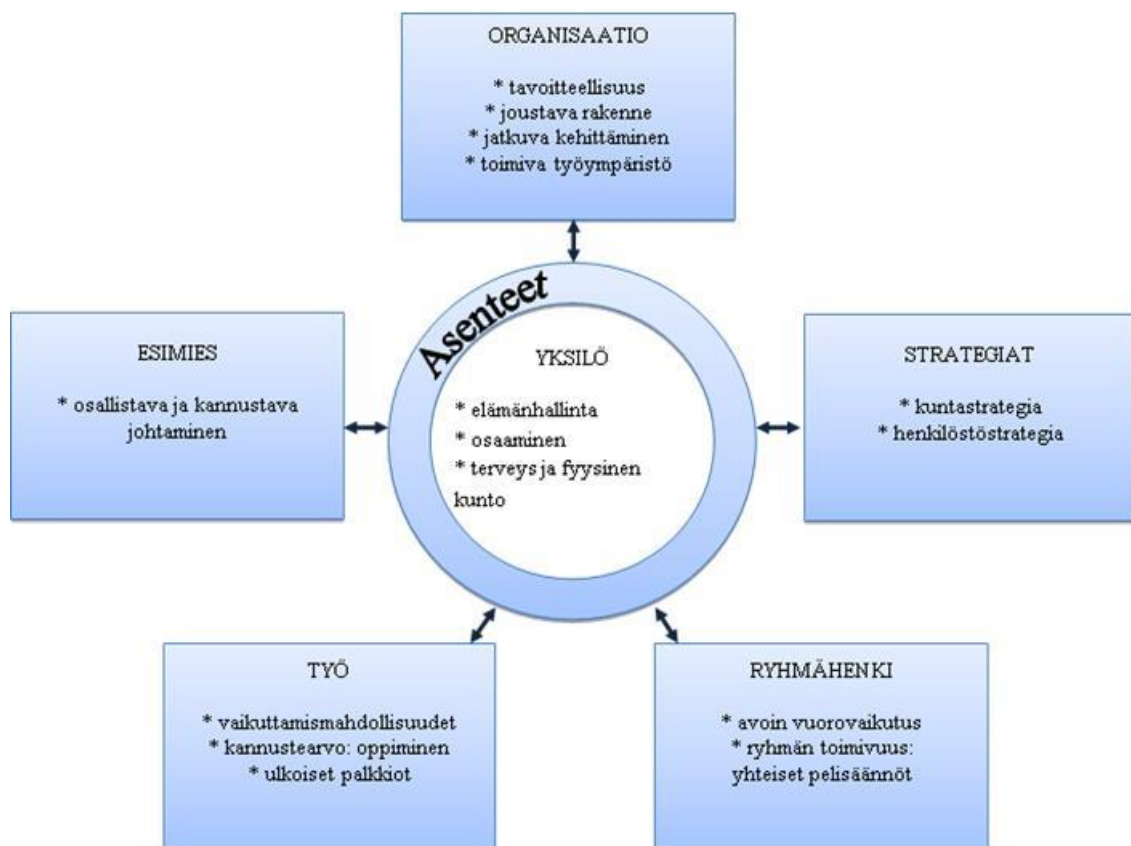 ORGANISAATIO
* tavoitteellisuus
* joustava rakenne
* jatkuva kehittäminen
* toimiva työympäristö
Asenteet
ESIMIES
* osallistava ja kannustava
johtaminen
YKSILÖ
* elämänhallinta
* osaaminen
* terveys ja fyysinen
kunto
STRATEGIAT
* kuntastrategia
* henkilöstöstrategia
TYÖ
* vaikuttamismahdollisuudet
* kannustearvo: oppiminen
* ulkoiset palkkiot
RYHMÄHENKI
* avoin vuorovaikutus
* ryhmän toimivuus:
yhteiset pelisäännöt